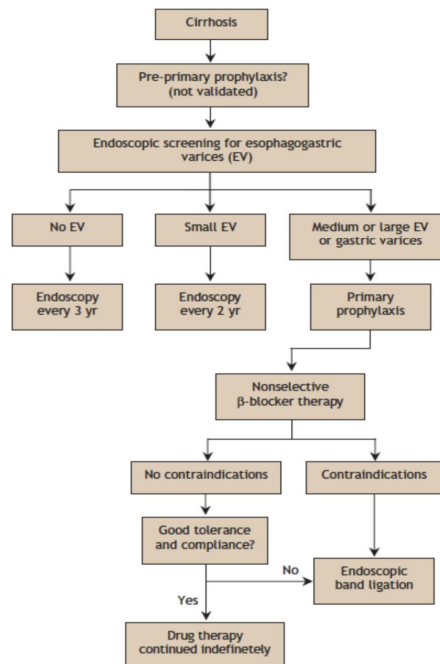 Cirrhosis
Pre-primary prophylaxis?
(not validated)
Endoscopic screening for esophagogastric
varices (EV)
No EV
Small EV
Medium or large EV
or gastric varices
Endoscopy
every 3 yr
Endoscopy
every 2 yr
Primary
prophylaxis
Nonselective
β-blocker therapy
No contraindications
Contraindications
Good tolerance
and compliance?
No
Endoscopic
band ligation
Yes
Drug therapy
continued indefinetely